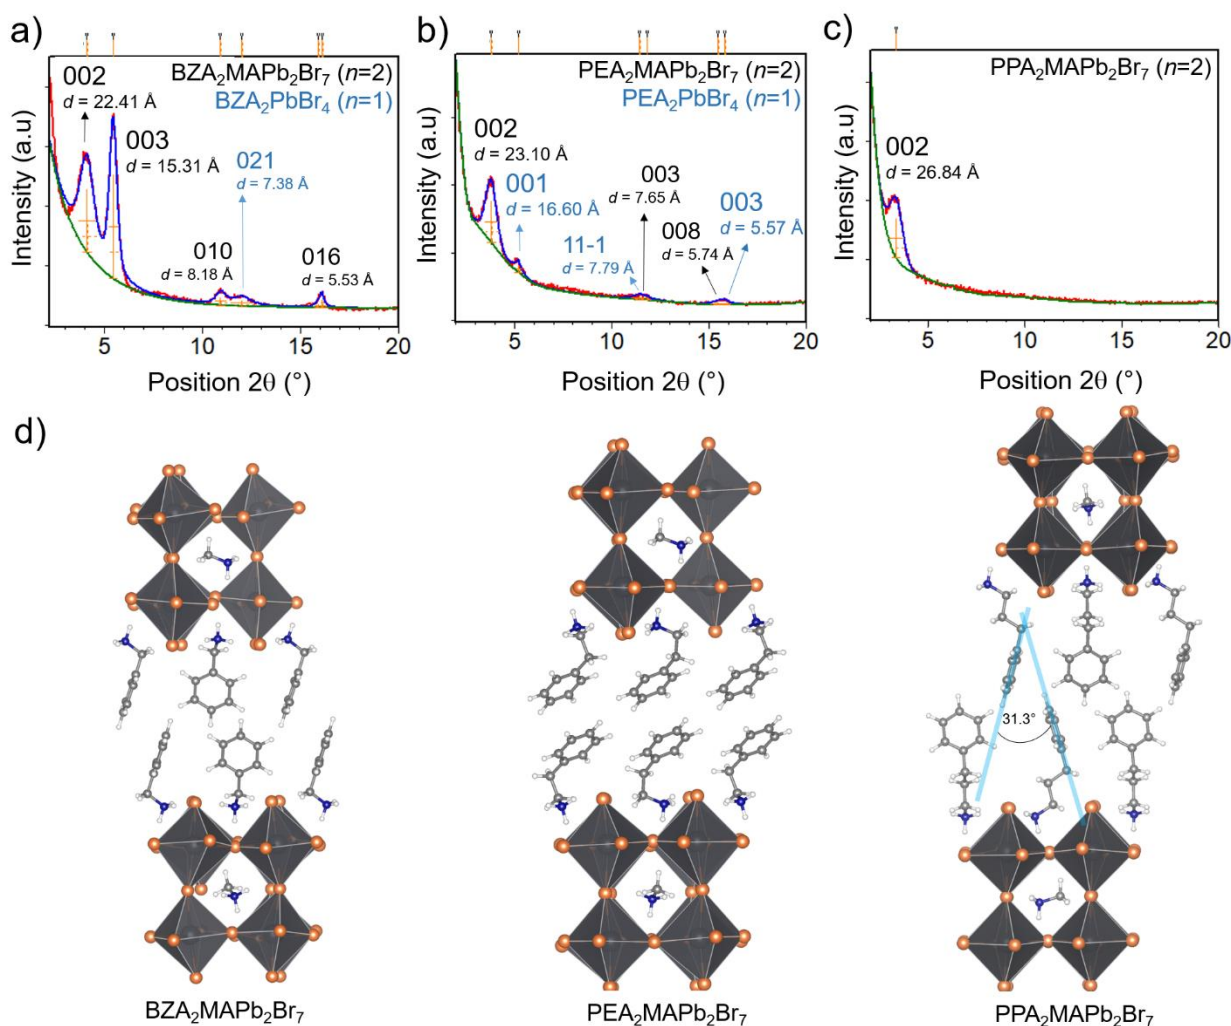 a)
BZA₂MAPb₂Br₇ (n=2)
BZA₂PbBr₄ (n=1)
002
d = 22.41 Å
003
d = 15.31 Å
021
d = 7.38 Å
010
d = 8.18 Å
016
d = 5.53 Å
Intensity (a.u)
5 10 15 20
Position 2θ (°)
b)
PEA₂MAPb₂Br₇ (n=2)
PEA₂PbBr₄ (n=1)
002
d = 23.10 Å
001
d = 16.60 Å
11-1
d = 7.79 Å
003
d = 7.65 Å
008
d = 5.74 Å
003
d = 5.57 Å
Intensity (a.u)
5 10 15 20
Position 2θ (°)
c)
PPA₂MAPb₂Br₇ (n=2)
002
d = 26.84 Å
Intensity (a.u)
5 10 15 20
Position 2θ (°)
d)
31.3°
BZA₂MAPb₂Br₇
PEA₂MAPb₂Br₇
PPA₂MAPb₂Br₇